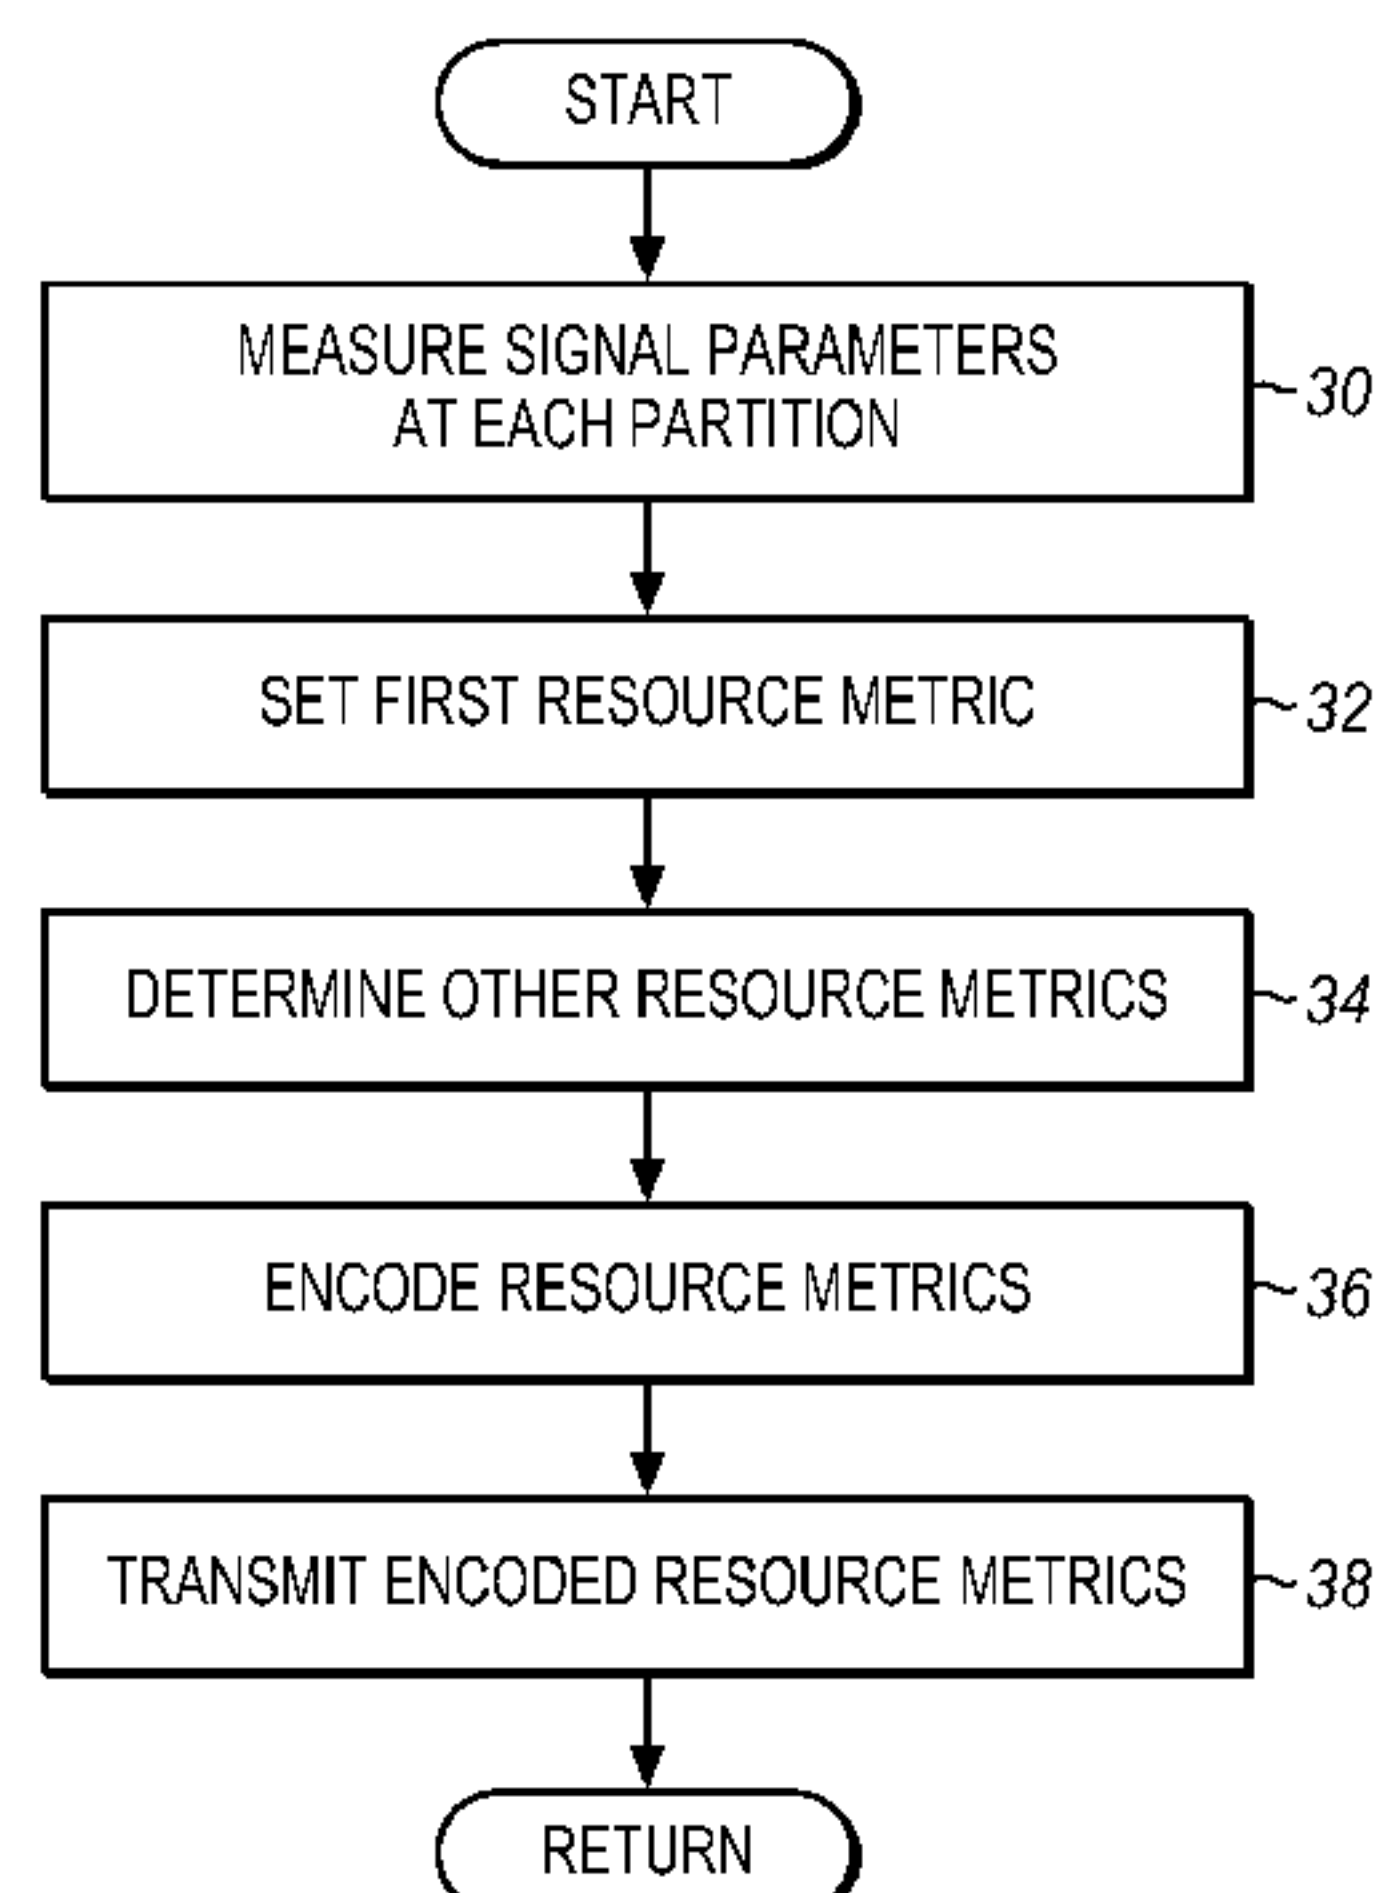 START
MEASURE SIGNAL PARAMETERS
AT EACH PARTITION
30
SET FIRST RESOURCE METRIC
32
DETERMINE OTHER RESOURCE METRICS
34
ENCODE RESOURCE METRICS
36
TRANSMIT ENCODED RESOURCE METRICS
38
RETURN